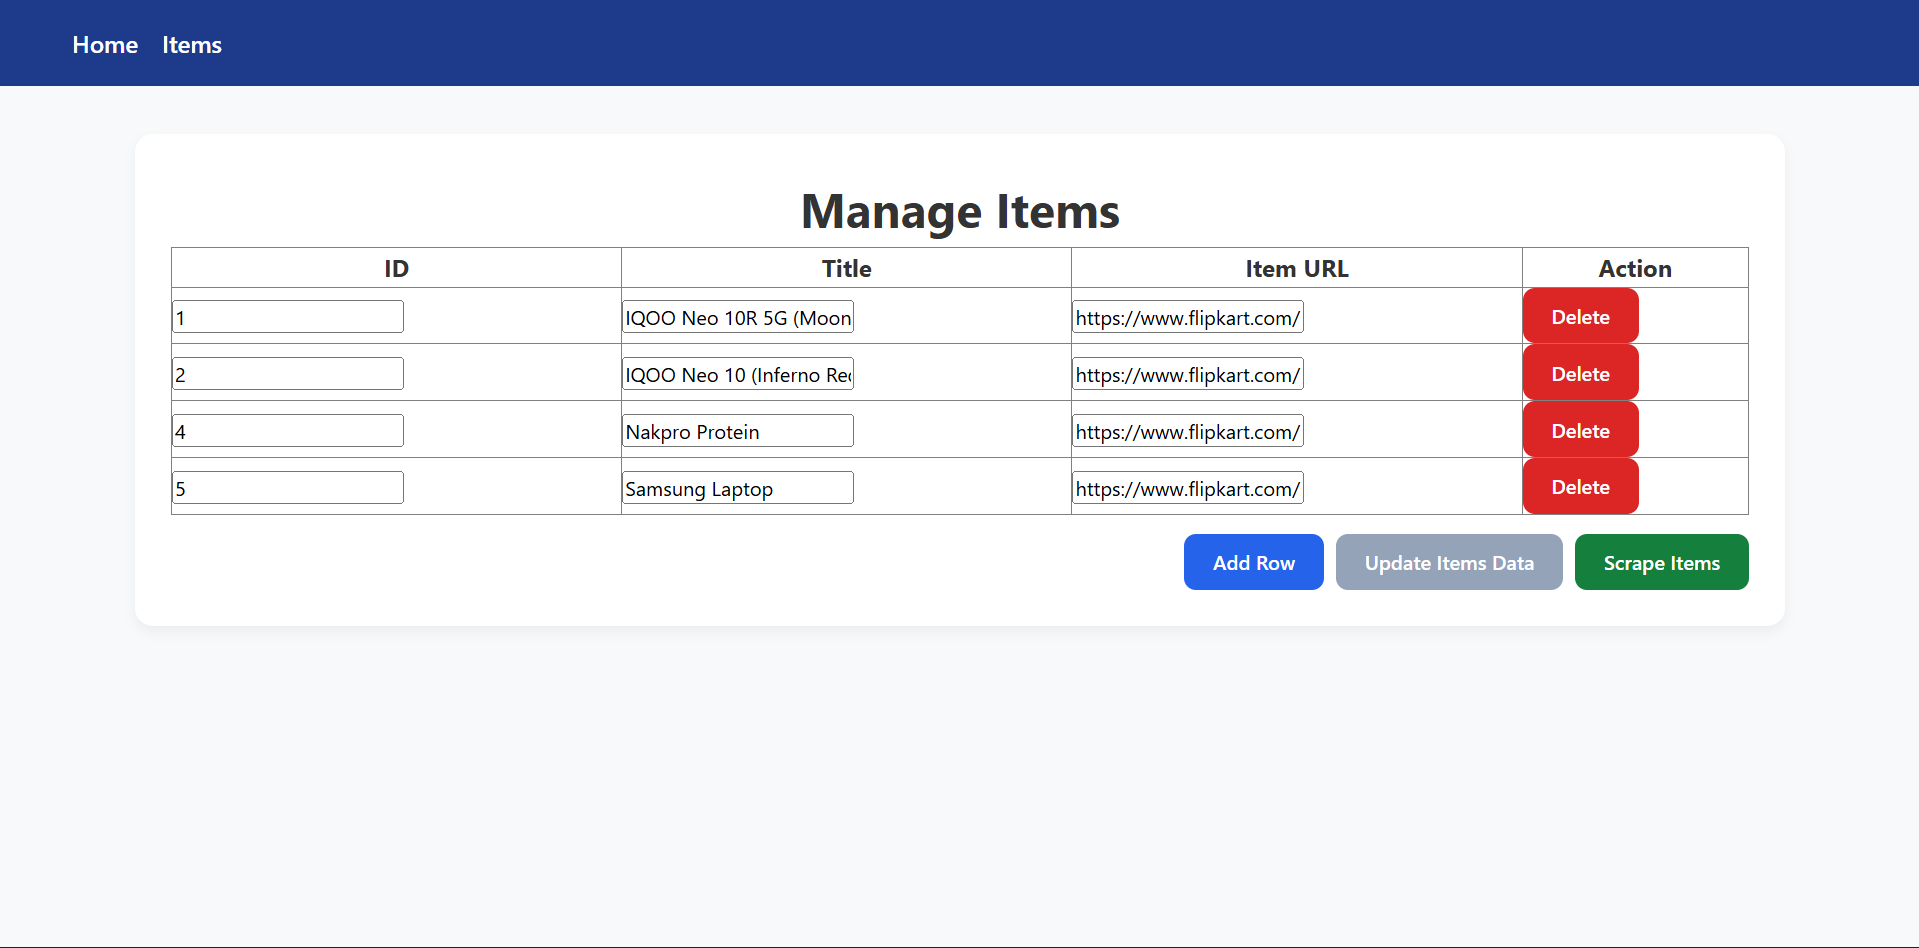 Home Items
Manage Items
ID Title Item URL Action
1 IQOO Neo 10R 5G (Moon https://www.flipkart.com/ Delete
2 IQOO Neo 10 (Inferno Red https://www.flipkart.com/ Delete
4 Nakpro Protein https://www.flipkart.com/ Delete
5 Samsung Laptop https://www.flipkart.com/ Delete
Add Row Update Items Data Scrape Items